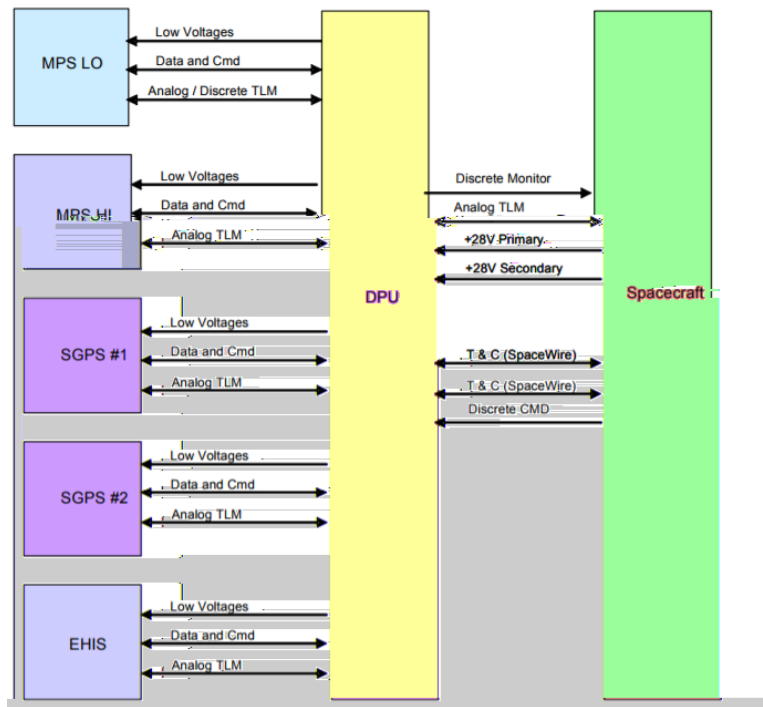 MPS LO
Low Voltages
Data and Cmd
Analog / Discrete TLM
MPS HI
Low Voltages
Data and Cmd
Analog TLM
SGPS #1
Low Voltages
Data and Cmd
Analog TLM
SGPS #2
Low Voltages
Data and Cmd
Analog TLM
EHIS
Low Voltages
Data and Cmd
Analog TLM
DPU
Discrete Monitor
Analog TLM
+28V Primary
+28V Secondary
T & C (SpaceWire)
T & C (SpaceWire)
Discrete CMD
Spacecraft